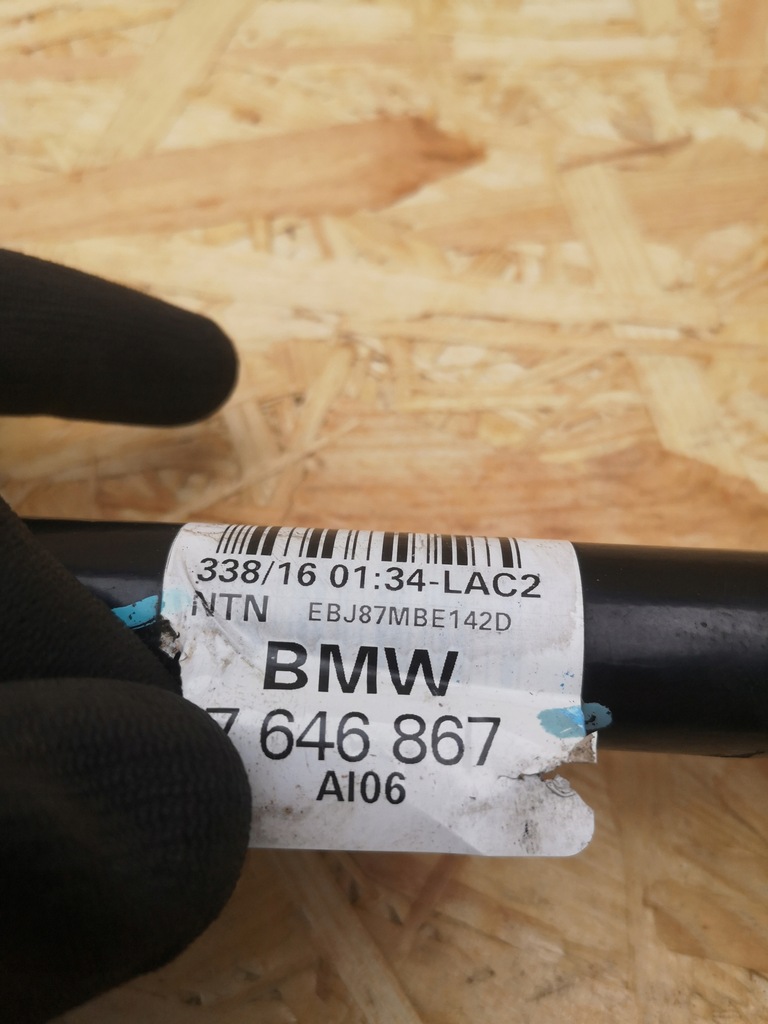 338/16 01:34-LAC2
NTN EBJ87MBE142D
BMW
7 646 867
AI06